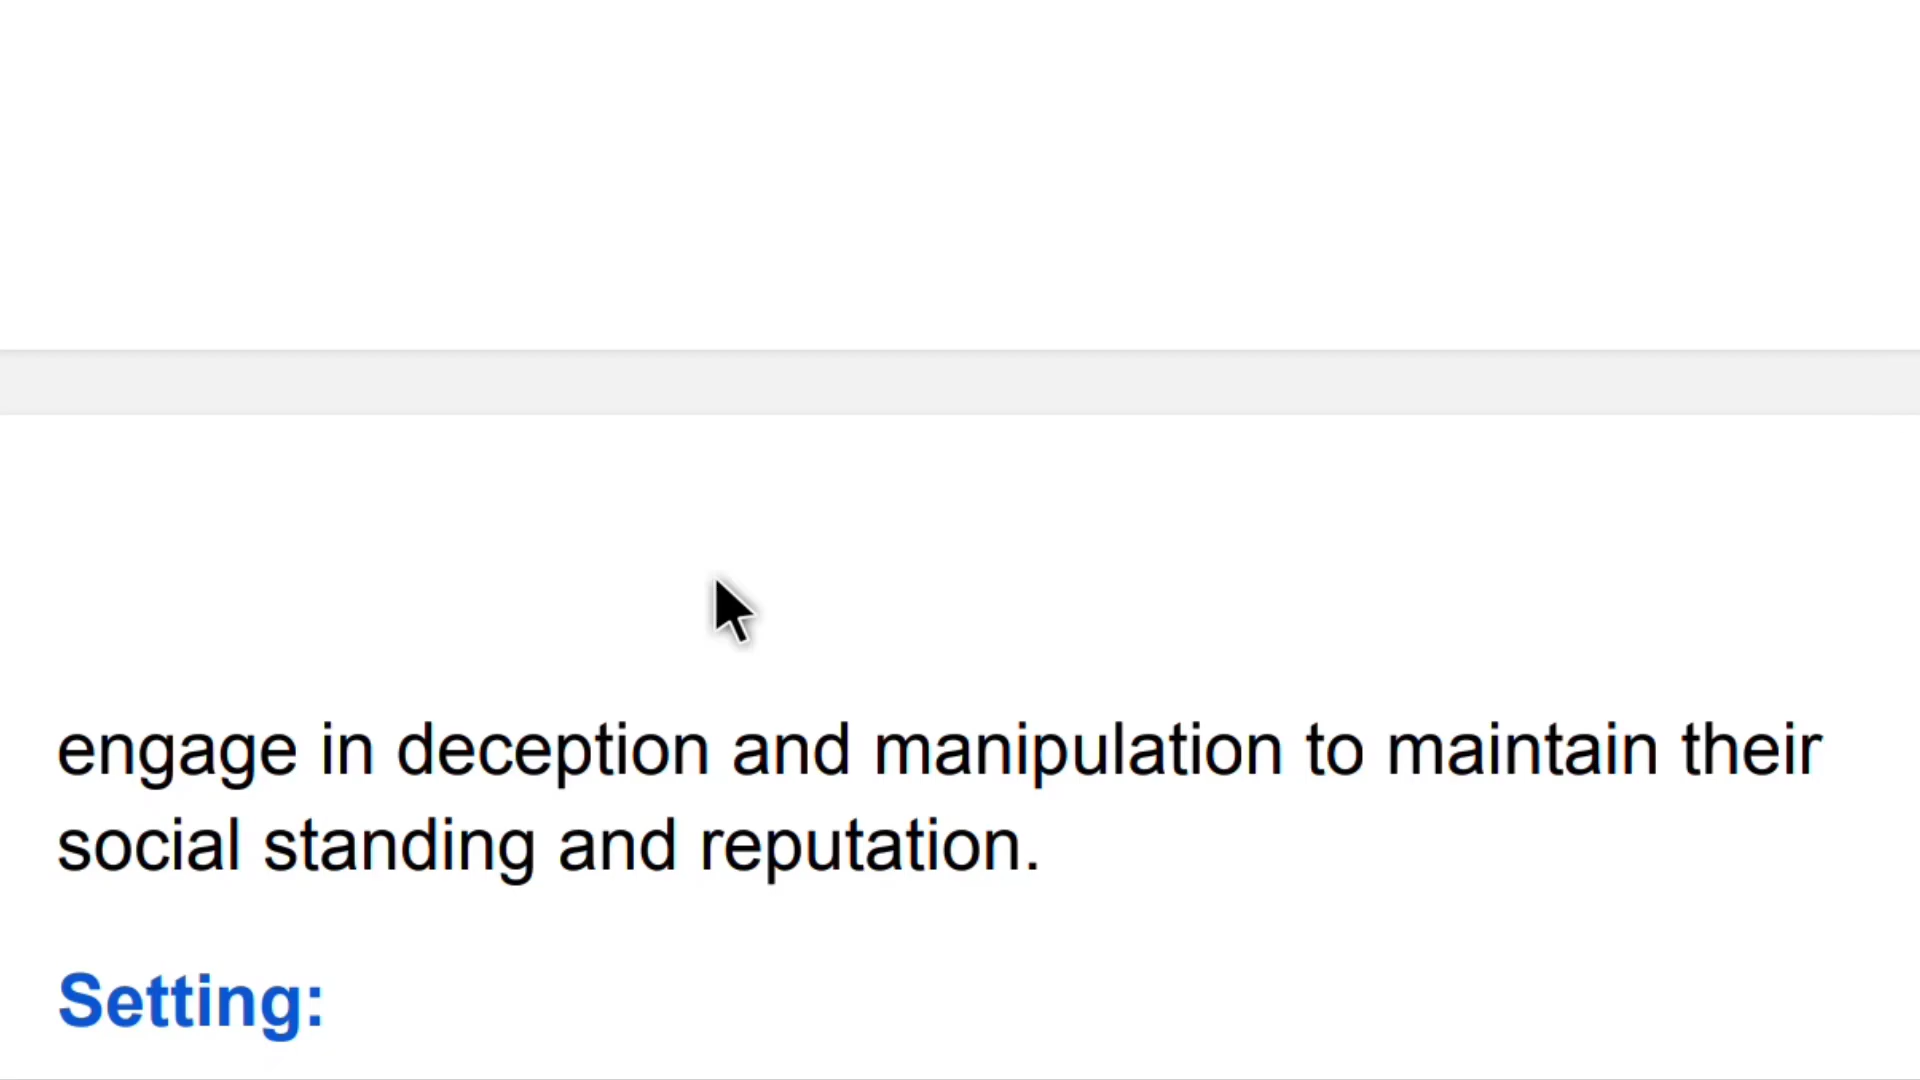 engage in deception and manipulation to maintain their
social standing and reputation.
Setting: